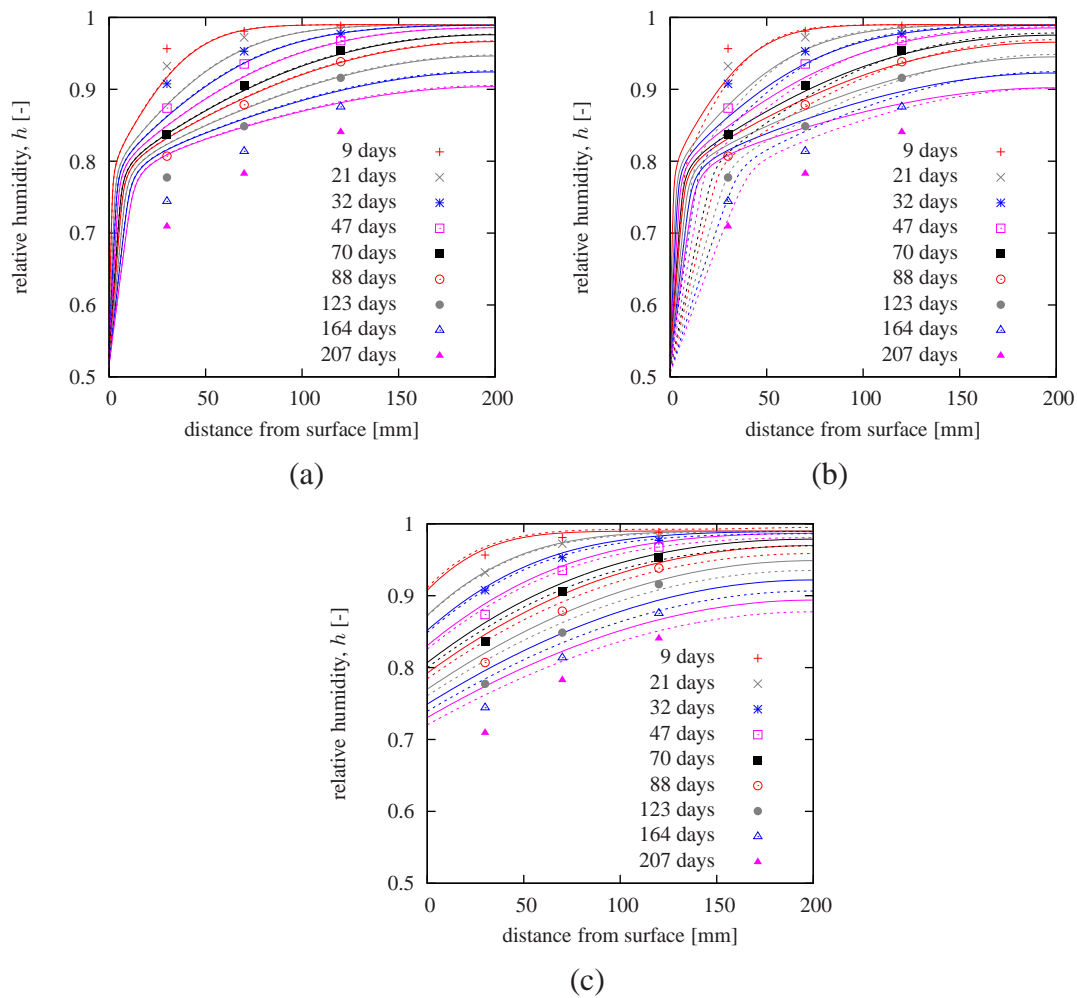 1
0.9
0.8
0.7
0.6
0.5
relative humidity, h [-]
9 days
21 days
32 days
47 days
70 days
88 days
123 days
164 days
207 days
0 50 100 150 200
distance from surface [mm]
(a)
1
0.9
0.8
0.7
0.6
0.5
relative humidity, h [-]
9 days
21 days
32 days
47 days
70 days
88 days
123 days
164 days
207 days
0 50 100 150 200
distance from surface [mm]
(b)
1
0.9
0.8
0.7
0.6
0.5
relative humidity, h [-]
9 days
21 days
32 days
47 days
70 days
88 days
123 days
164 days
207 days
0 50 100 150 200
distance from surface [mm]
(c)